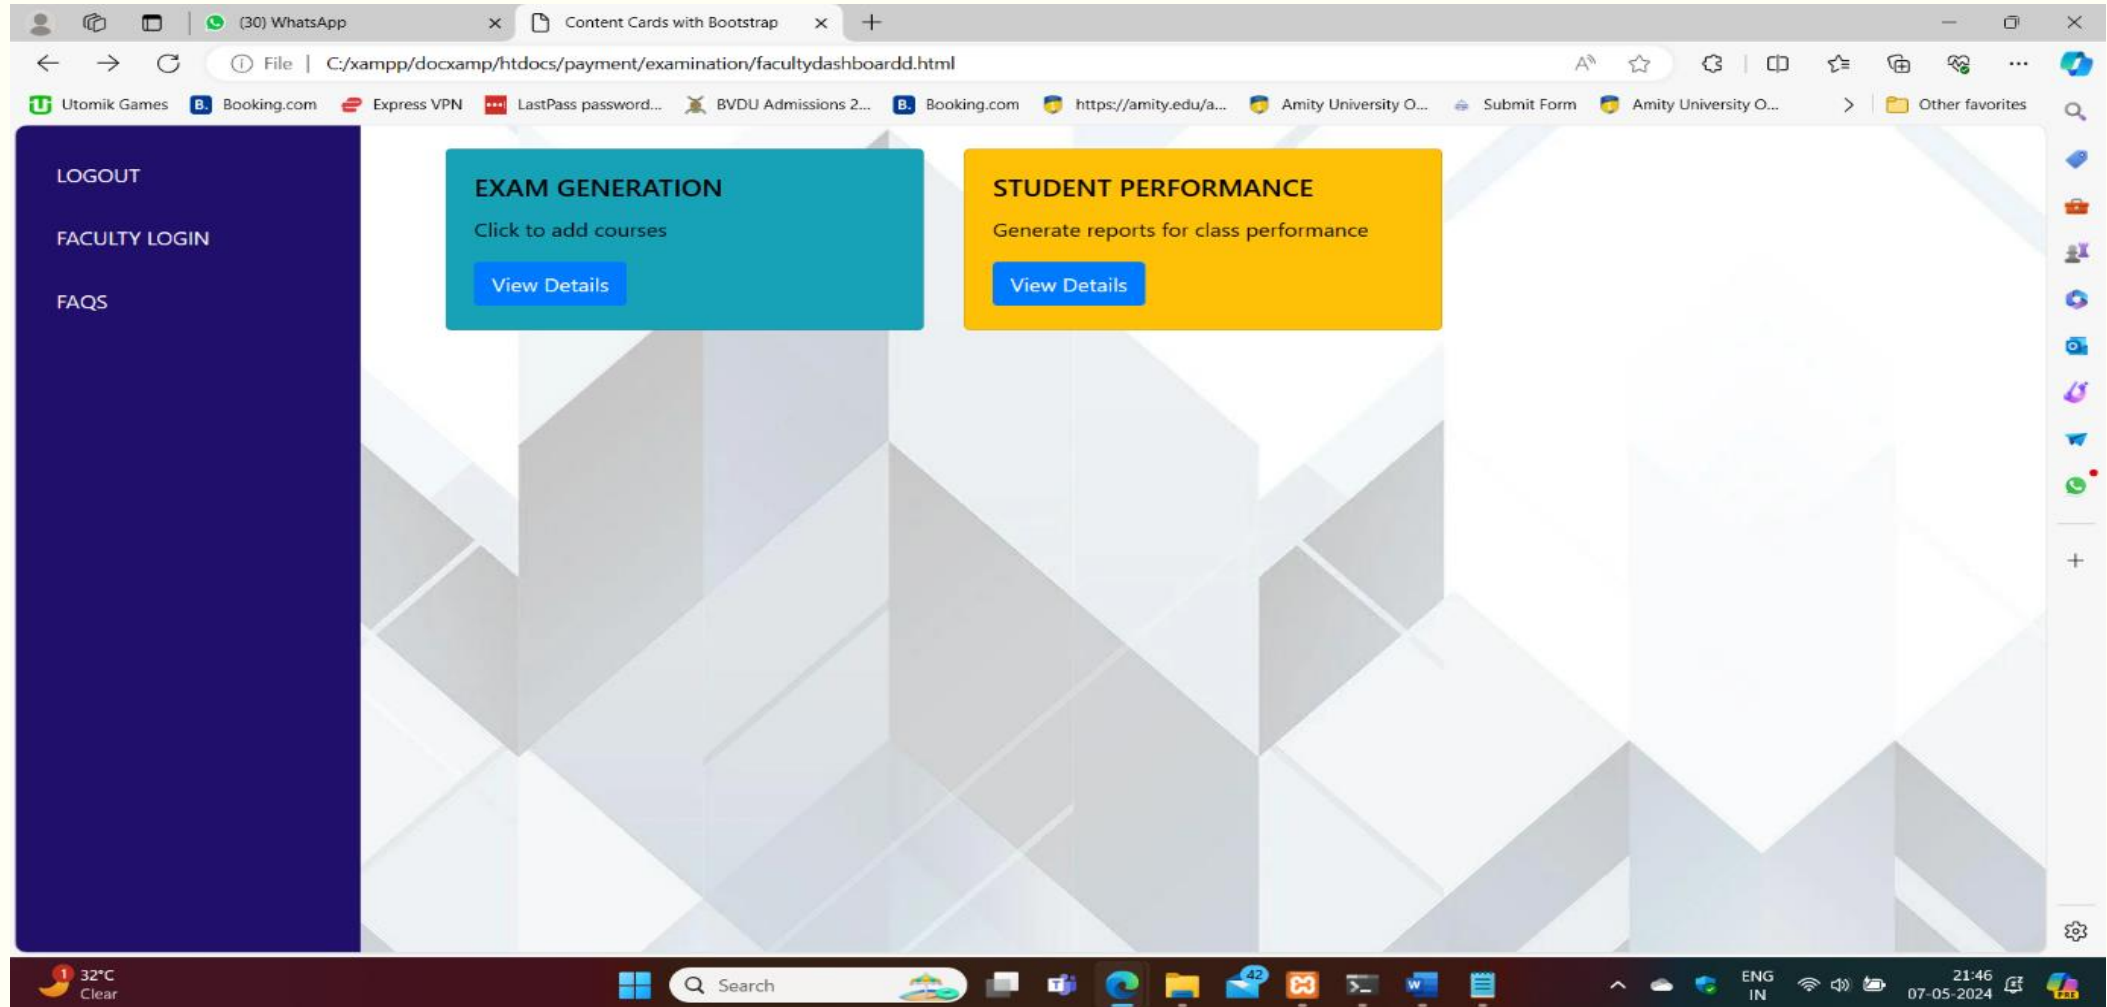 (30) WhatsApp
Content Cards with Bootstrap
File | C:/xampp/docxamp/htdocs/payment/examination/facultydashboardd.html
Utomik Games
B. Booking.com
Express VPN
LastPass password...
BVDU Admissions 2...
B. Booking.com
https://amity.edu/a...
Amity University O...
Submit Form
Amity University O...
Other favorites
LOGOUT
FACULTY LOGIN
FAQS
EXAM GENERATION
Click to add courses
View Details
STUDENT PERFORMANCE
Generate reports for class performance
View Details
1
32°C
Clear
Search
42
ENG
IN
21:46
07-05-2024
PRE